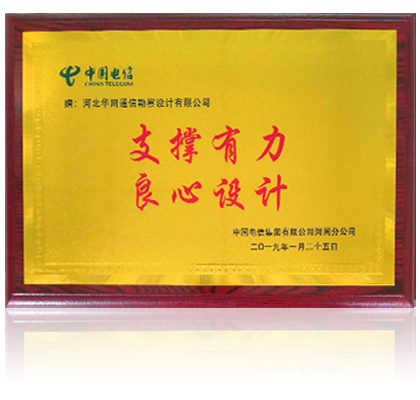 中国电信
CHINA TELECOM
赠：河北华网通信勘察设计有限公司
支撑有力
良心设计
中国电信集团有限公司河间分公司
二〇一九年一月二十五日